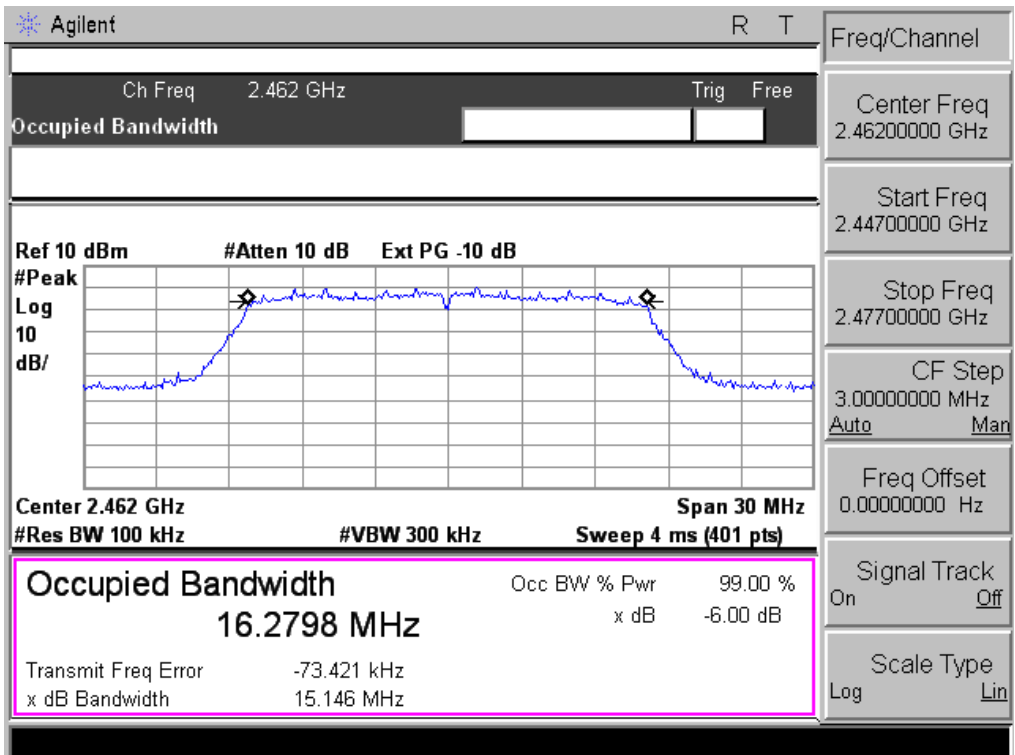 Agilent R T
Ch Freq 2.462 GHz Trig Free
Occupied Bandwidth
Ref 10 dBm #Atten 10 dB Ext PG -10 dB
#Peak
Log
10
dB/
Center 2.462 GHz Span 30 MHz
#Res BW 100 kHz #VBW 300 kHz Sweep 4 ms (401 pts)
Occupied Bandwidth Occ BW % Pwr 99.00 %
16.2798 MHz x dB -6.00 dB
Transmit Freq Error -73.421 kHz
x dB Bandwidth 15.146 MHz
Freq/Channel
Center Freq
2.46200000 GHz
Start Freq
2.44700000 GHz
Stop Freq
2.47700000 GHz
CF Step
3.00000000 MHz
Auto Man
Freq Offset
0.00000000 Hz
Signal Track
On Off
Scale Type
Log Lin